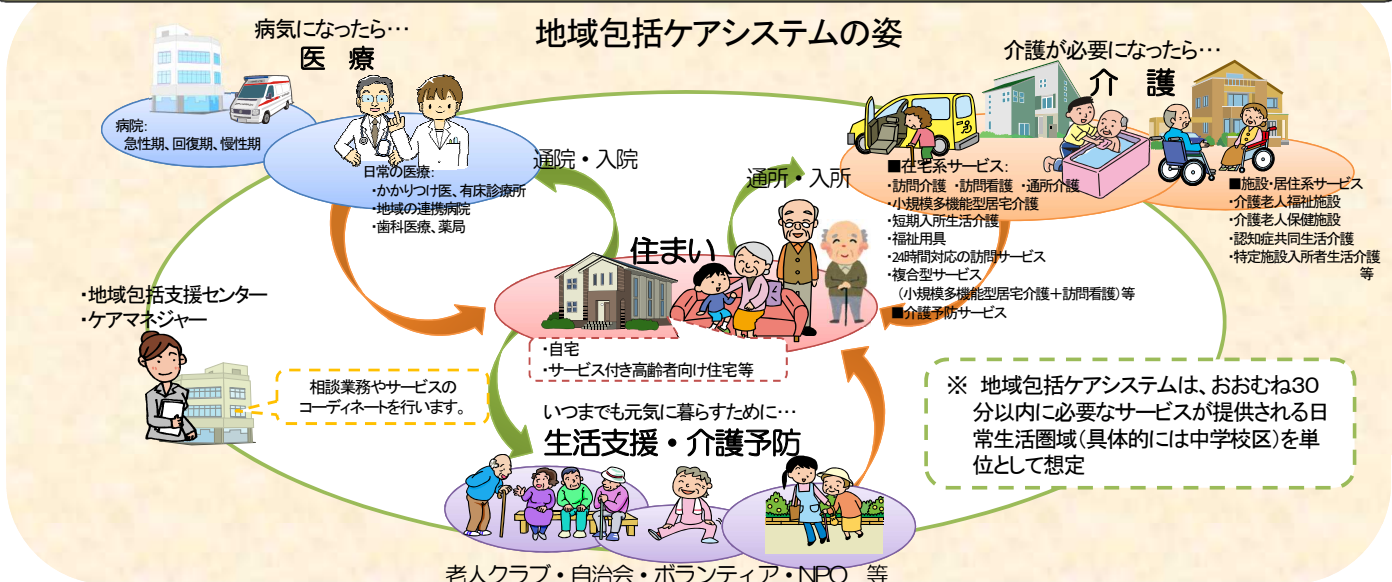 地域包括ケアシステムの姿
病気になったら…
医 療
病院:
急性期、回復期、慢性期
日常の医療:
・かかりつけ医、有床診療所
・地域の連携病院
・歯科医療、薬局
通院・入院
通所・入所
介護が必要になったら…
介 護
■在宅系サービス:
・訪問介護 ・訪問看護 ・通所介護
・小規模多機能型居宅介護
・短期入所生活介護
・福祉用具
・24時間対応の訪問サービス
・複合型サービス
（小規模多機能型居宅介護＋訪問看護）等
■介護予防サービス
■施設・居住系サービス
・介護老人福祉施設
・介護老人保健施設
・認知症共同生活介護
・特定施設入所者生活介護
等
住まい
・自宅
・サービス付き高齢者向け住宅等
・地域包括支援センター
・ケアマネジャー
相談業務やサービスの
コーディネートを行います。
いつまでも元気に暮らすために…
生活支援・介護予防
老人クラブ・自治会・ボランティア・NPO 等
※ 地域包括ケアシステムは、おおむね30
分以内に必要なサービスが提供される日
常生活圏域（具体的には中学校区）を単
位として想定